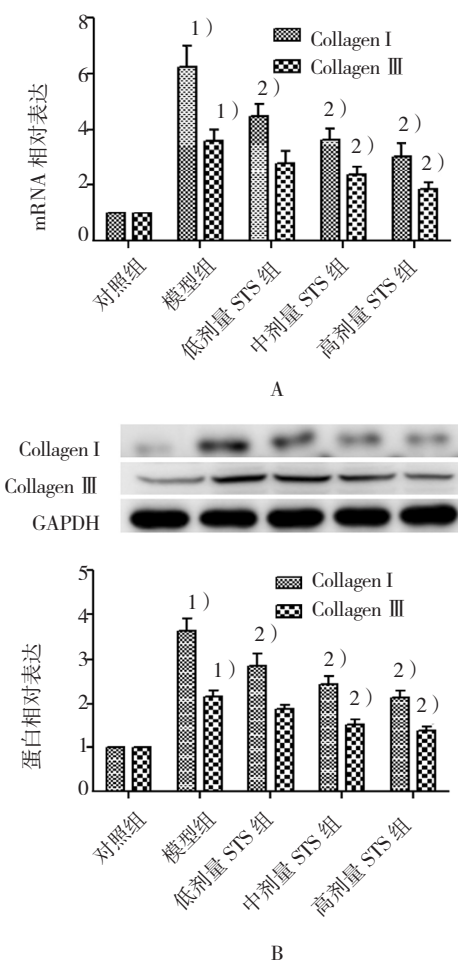 8
6
4
2
0
mRNA 相对表达
Collagen Ⅰ
Collagen Ⅲ
1）
1）
2）
2）
2）
2）
2）
对照组
模型组
低剂量 STS 组
中剂量 STS 组
高剂量 STS 组
A
Collagen Ⅰ
Collagen Ⅲ
GAPDH
5
4
3
2
1
0
蛋白相对表达
Collagen Ⅰ
Collagen Ⅲ
1）
1）
2）
2）
2）
2）
2）
对照组
模型组
低剂量 STS 组
中剂量 STS 组
高剂量 STS 组
B